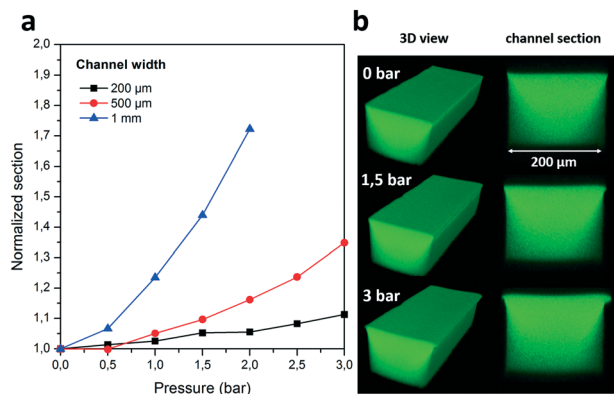 a
2,0
1,9
1,8
1,7
1,6
1,5
1,4
1,3
1,2
1,1
1,0
Normalized section
Channel width
200 µm
500 µm
1 mm
0,0 0,5 1,0 1,5 2,0 2,5 3,0
Pressure (bar)
b
3D view channel section
0 bar
200 µm
1,5 bar
3 bar